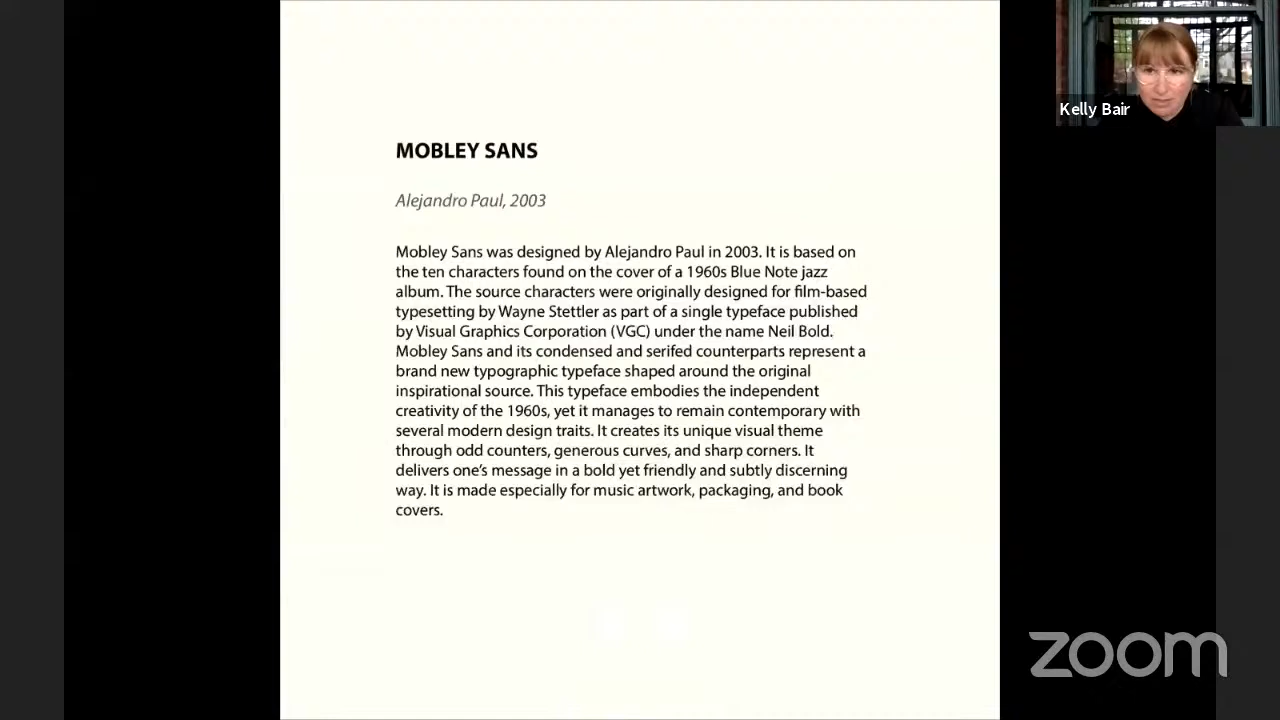 MOBLEY SANS
Alejandro Paul, 2003
Mobley Sans was designed by Alejandro Paul in 2003. It is based on
the ten characters found on the cover of a 1960s Blue Note jazz
album. The source characters were originally designed for film-based
typesetting by Wayne Stettler as part of a single typeface published
by Visual Graphics Corporation (VGC) under the name Neil Bold.
Mobley Sans and its condensed and serifed counterparts represent a
brand new typographic typeface shaped around the original
inspirational source. This typeface embodies the independent
creativity of the 1960s, yet it manages to remain contemporary with
several modern design traits. It creates its unique visual theme
through odd counters, generous curves, and sharp corners. It
delivers one’s message in a bold yet friendly and subtly discerning
way. It is made especially for music artwork, packaging, and book
covers.
Kelly Bair
zoom